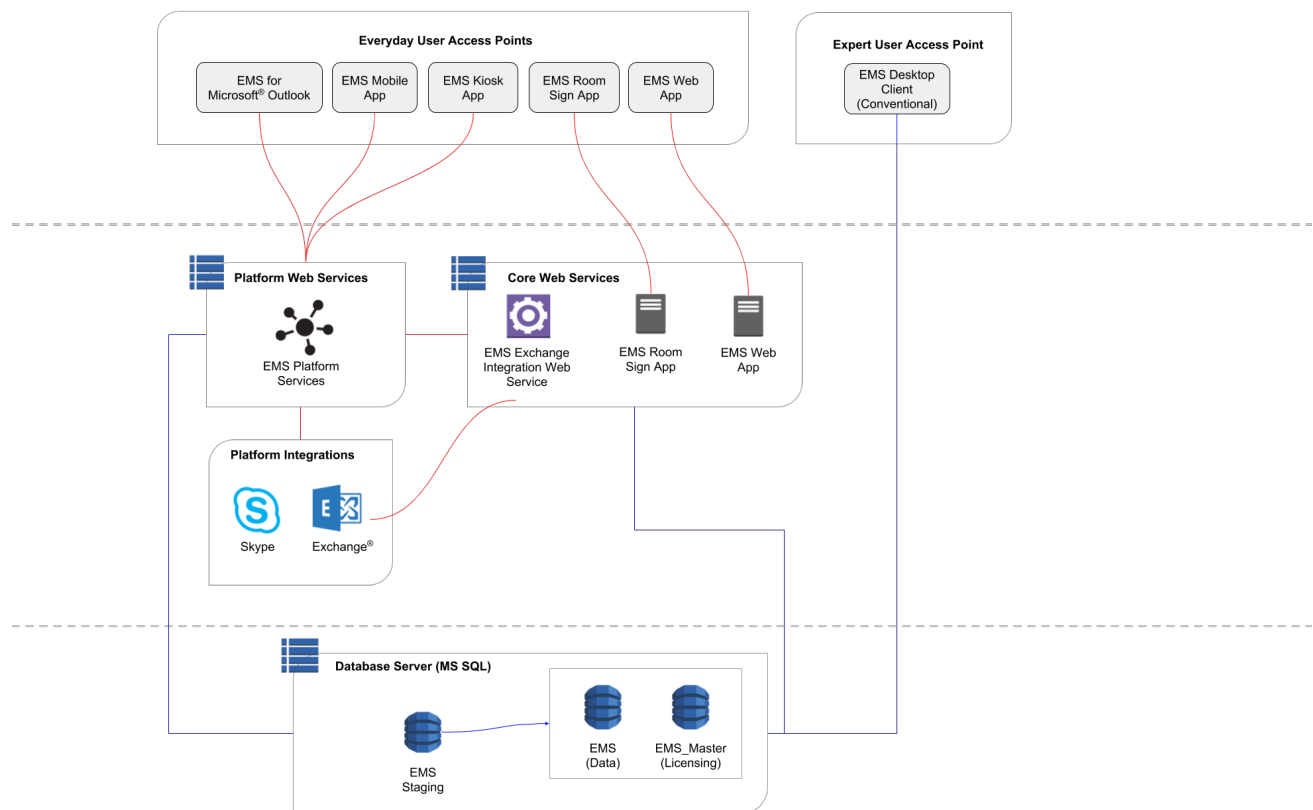 Everyday User Access Points
EMS for
Microsoft® Outlook
EMS Mobile
App
EMS Kiosk
App
EMS Room
Sign App
EMS Web
App
Expert User Access Point
EMS Desktop
Client
(Conventional)
Platform Web Services
EMS Platform
Services
Core Web Services
EMS Exchange
Integration Web
Service
EMS Room
Sign App
EMS Web
App
Platform Integrations
S
Skype
E
Exchange®
Database Server (MS SQL)
EMS
Staging
EMS
(Data)
EMS_Master
(Licensing)